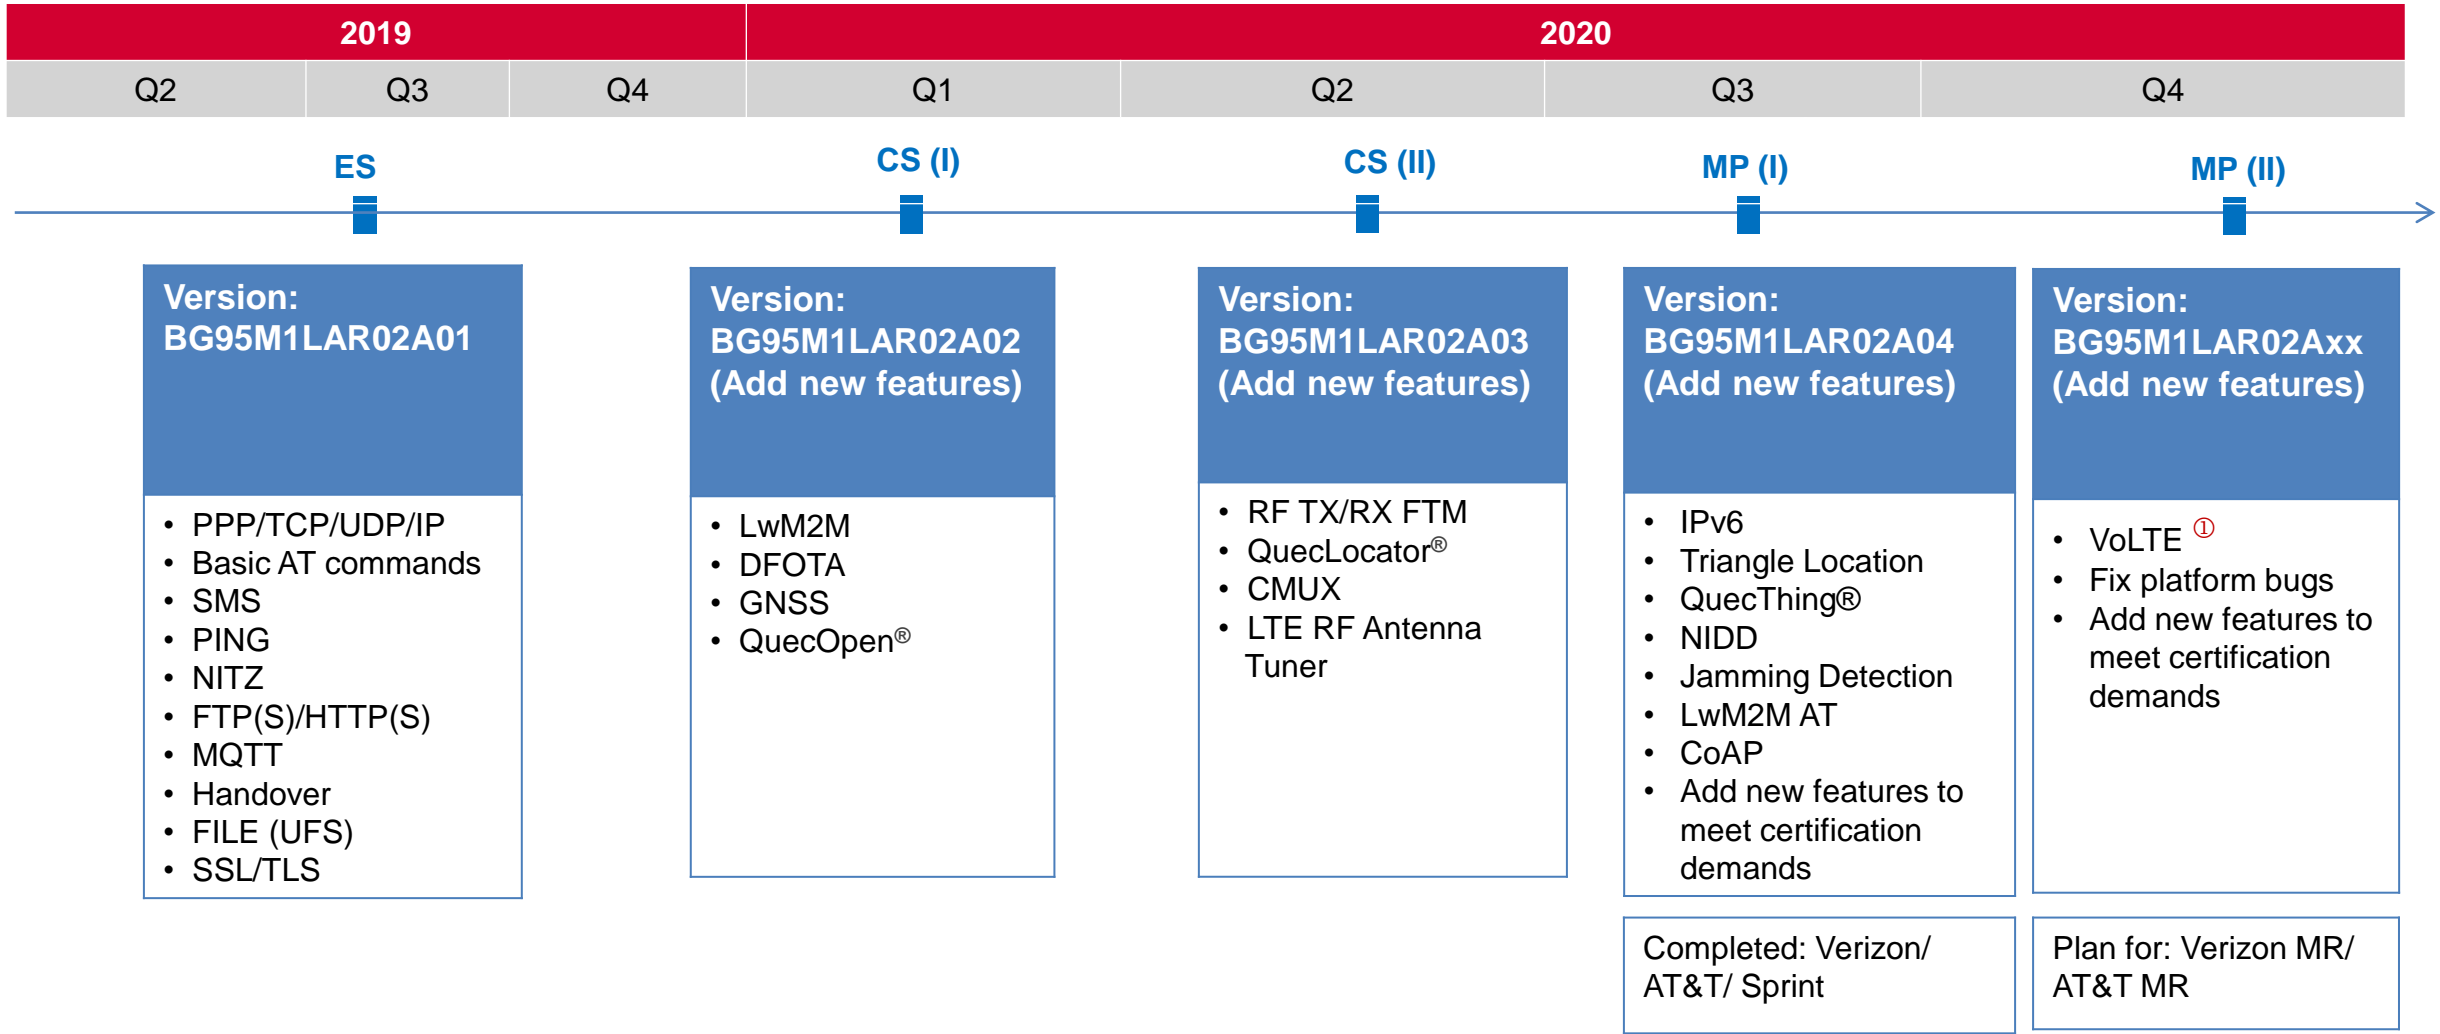 2019
2020
Q2
Q3
Q4
Q1
Q2
Q3
Q4
ES
CS (I)
CS (II)
MP (I)
MP (II)
Version:
BG95M1LAR02A01
• PPP/TCP/UDP/IP
• Basic AT commands
• SMS
• PING
• NITZ
• FTP(S)/HTTP(S)
• MQTT
• Handover
• FILE (UFS)
• SSL/TLS
Version:
BG95M1LAR02A02
(Add new features)
• LwM2M
• DFOTA
• GNSS
• QuecOpen®
Version:
BG95M1LAR02A03
(Add new features)
• RF TX/RX FTM
• QuecLocator®
• CMUX
• LTE RF Antenna
Tuner
Version:
BG95M1LAR02A04
(Add new features)
• IPv6
• Triangle Location
• QuecThing®
• NIDD
• Jamming Detection
• LwM2M AT
• CoAP
• Add new features to
meet certification
demands
Completed: Verizon/
AT&T/ Sprint
Version:
BG95M1LAR02Axx
(Add new features)
• VoLTE ①
• Fix platform bugs
• Add new features to
meet certification
demands
Plan for: Verizon MR/
AT&T MR